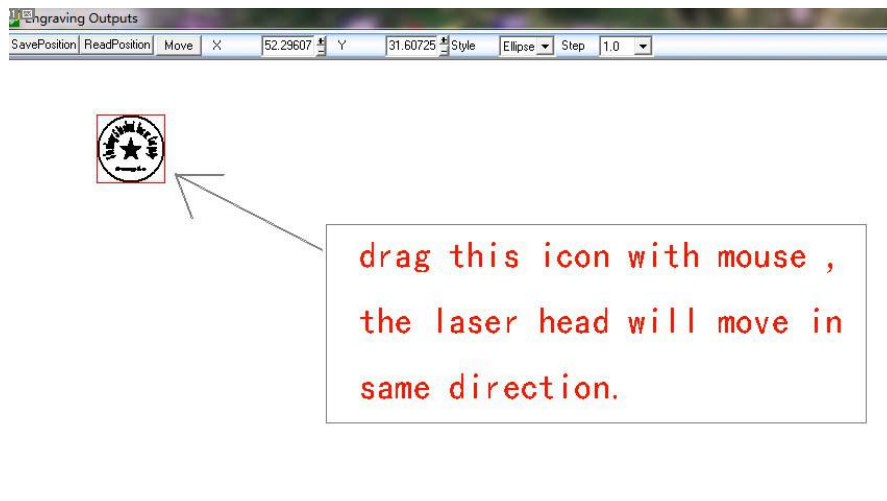 Engraving Outputs
SavePosition ReadPosition Move X 52.29607 Y 31.60725 Style Ellipse Step 1.0
drag this icon with mouse ,
the laser head will move in
same direction.